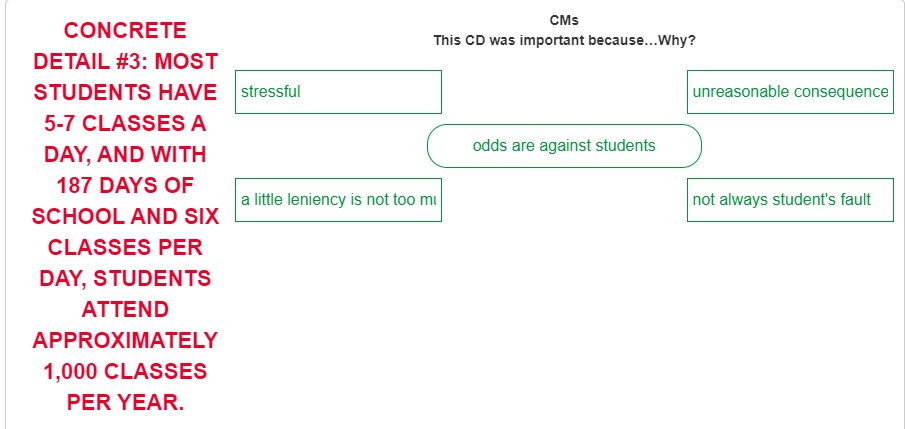 CONCRETE
DETAIL #3: MOST
STUDENTS HAVE
5-7 CLASSES A
DAY, AND WITH
187 DAYS OF
SCHOOL AND SIX
CLASSES PER
DAY, STUDENTS
ATTEND
APPROXIMATELY
1,000 CLASSES
PER YEAR.
CMs
This CD was important because…Why?
stressful
unreasonable consequence
odds are against students
a little leniency is not too
not always student's fault